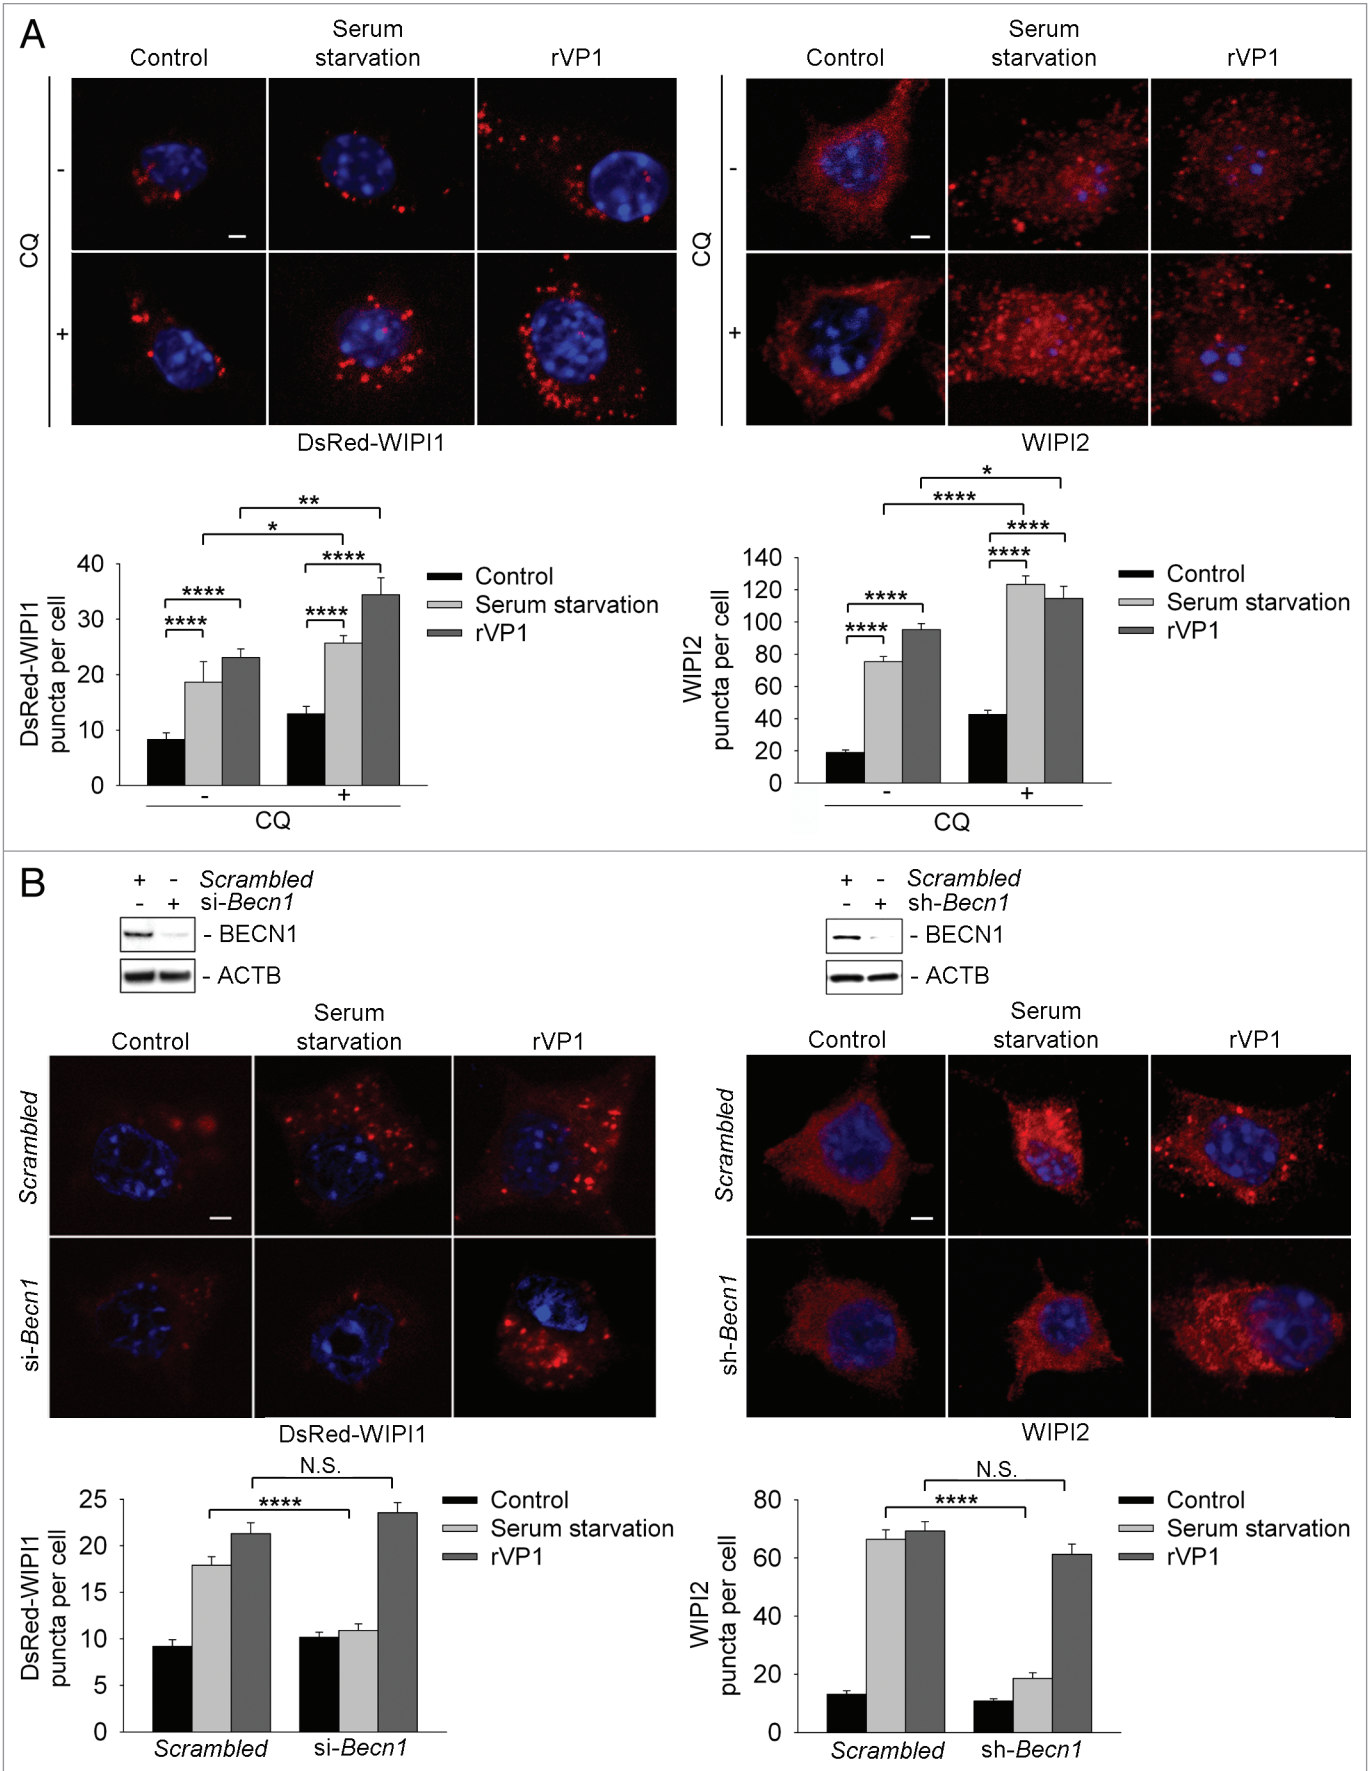 A
Control
Serum
starvation
rVP1
CQ
-
+
DsRed-WIPI1
Control
Serum
starvation
rVP1
CQ
-
+
WIPI2
DsRed-WIPI1
puncta per cell
40
30
20
10
0
****
****
****
****
*
**
- +
CQ
Control
Serum starvation
rVP1
WIPI2
puncta per cell
140
120
100
80
60
40
20
0
****
****
****
****
****
*
- +
CQ
Control
Serum starvation
rVP1
B
+ - Scrambled
- + si-Becn1
- BECN1
- ACTB
Control
Serum
starvation
rVP1
Scrambled
si-Becn1
DsRed-WIPI1
+ - Scrambled
- + sh-Becn1
- BECN1
- ACTB
Control
Serum
starvation
rVP1
Scrambled
sh-Becn1
WIPI2
DsRed-WIPI1
puncta per cell
25
20
15
10
5
0
N.S.
****
Scrambled si-Becn1
Control
Serum starvation
rVP1
WIPI2
puncta per cell
80
60
40
20
0
N.S.
****
Scrambled sh-Becn1
Control
Serum starvation
rVP1